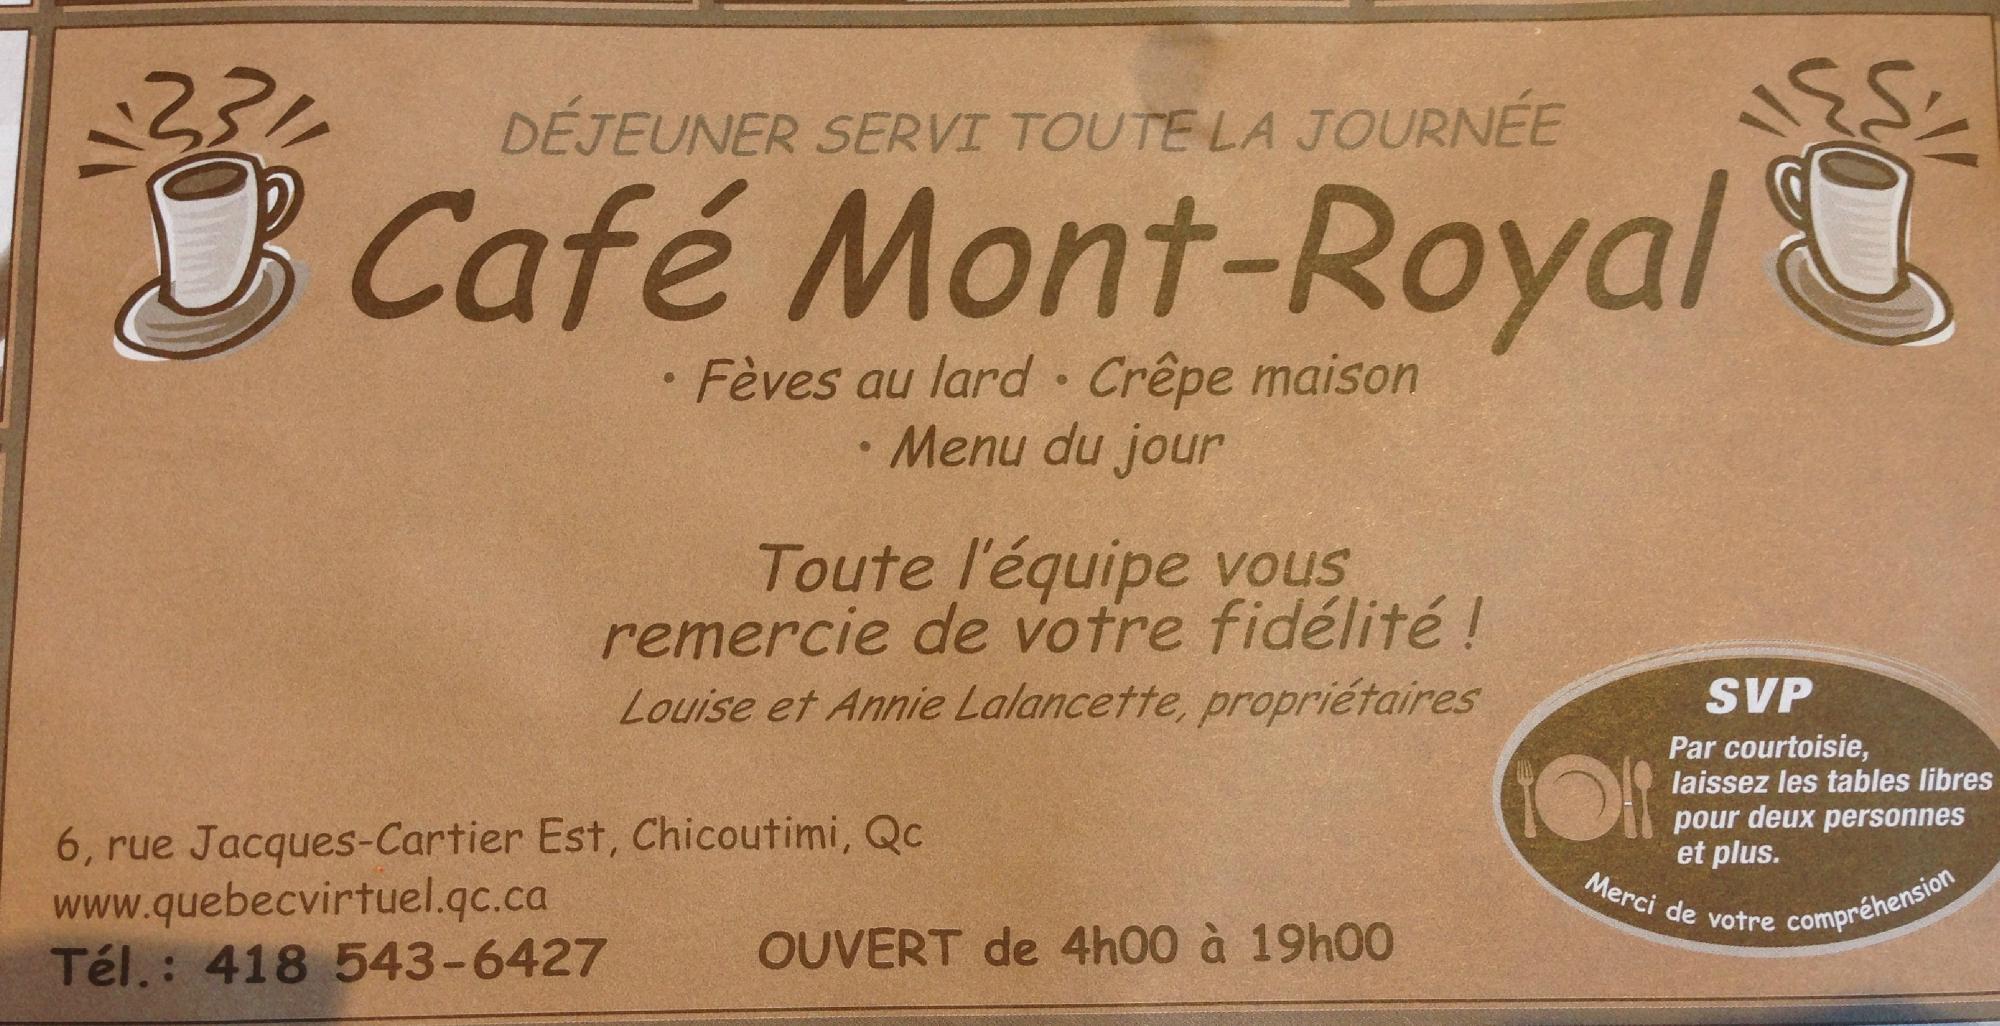 DÉJEUNER SERVI TOUTE LA JOURNÉE
Café Mont-Royal
• Fèves au lard • Crêpe maison
• Menu du jour
Toute l'équipe vous
remercie de votre fidélité !
Louise et Annie Lalancette, propriétaires
6, rue Jacques-Cartier Est, Chicoutimi, Qc
www.quebecvirtuel.qc.ca
Tél.: 418 543-6427
OUVERT de 4h00 à 19h00
SVP
Par courtoisie,
laissez les tables libres
pour deux personnes
et plus.
Merci de votre compréhension